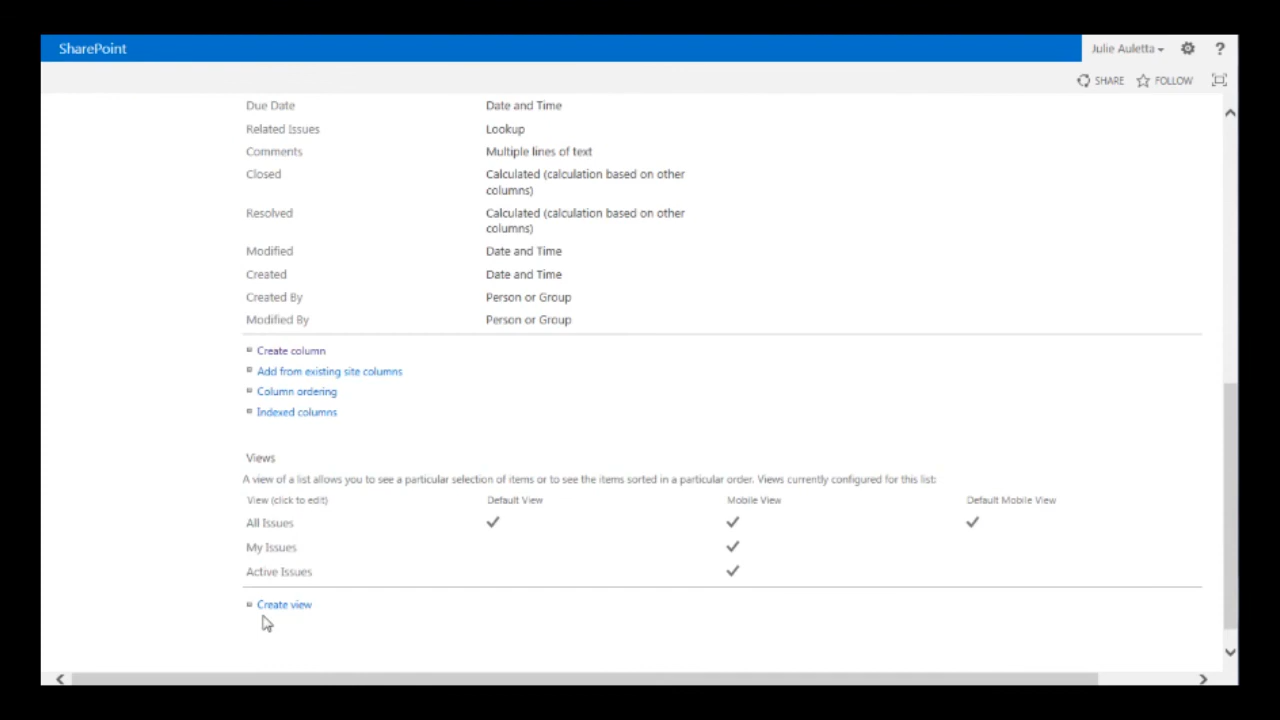 SharePoint
Julie Auletta
?
SHARE FOLLOW
Due Date Date and Time
Related Issues Lookup
Comments Multiple lines of text
Closed Calculated (calculation based on other
columns)
Resolved Calculated (calculation based on other
columns)
Modified Date and Time
Created Date and Time
Created By Person or Group
Modified By Person or Group
Create column
Add from existing site columns
Column ordering
Indexed columns
Views
A view of a list allows you to see a particular selection of items or to see the items sorted in a particular order. Views currently configured for this list:
View (click to edit) Default View Mobile View Default Mobile View
All Issues
My Issues
Active Issues
Create view